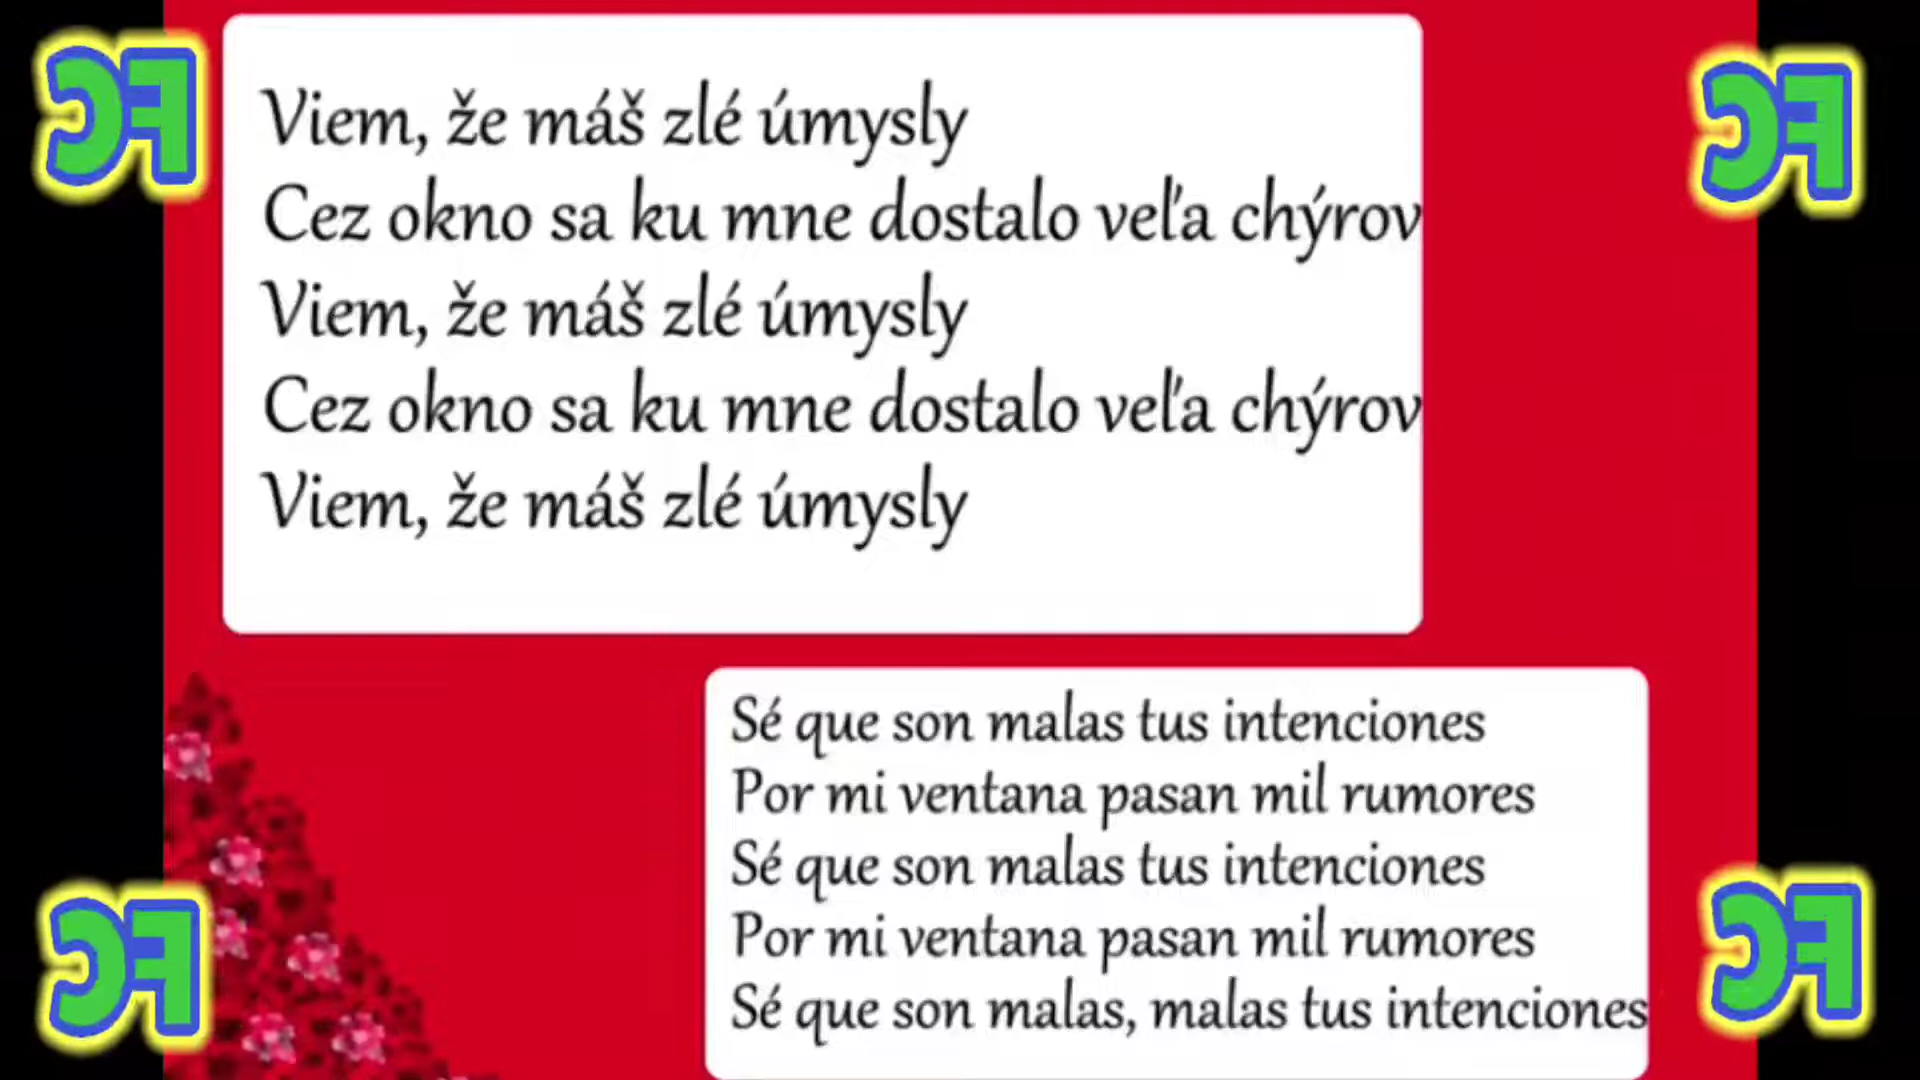 Viem, že máš zlé úmysly
Cez okno sa ku mne dostalo veľa chýrov
Viem, že máš zlé úmysly
Cez okno sa ku mne dostalo veľa chýrov
Viem, že máš zlé úmysly
Sé que son malas tus intenciones
Por mi ventana pasan mil rumores
Sé que son malas tus intenciones
Por mi ventana pasan mil rumores
Sé que son malas, malas tus intenciones